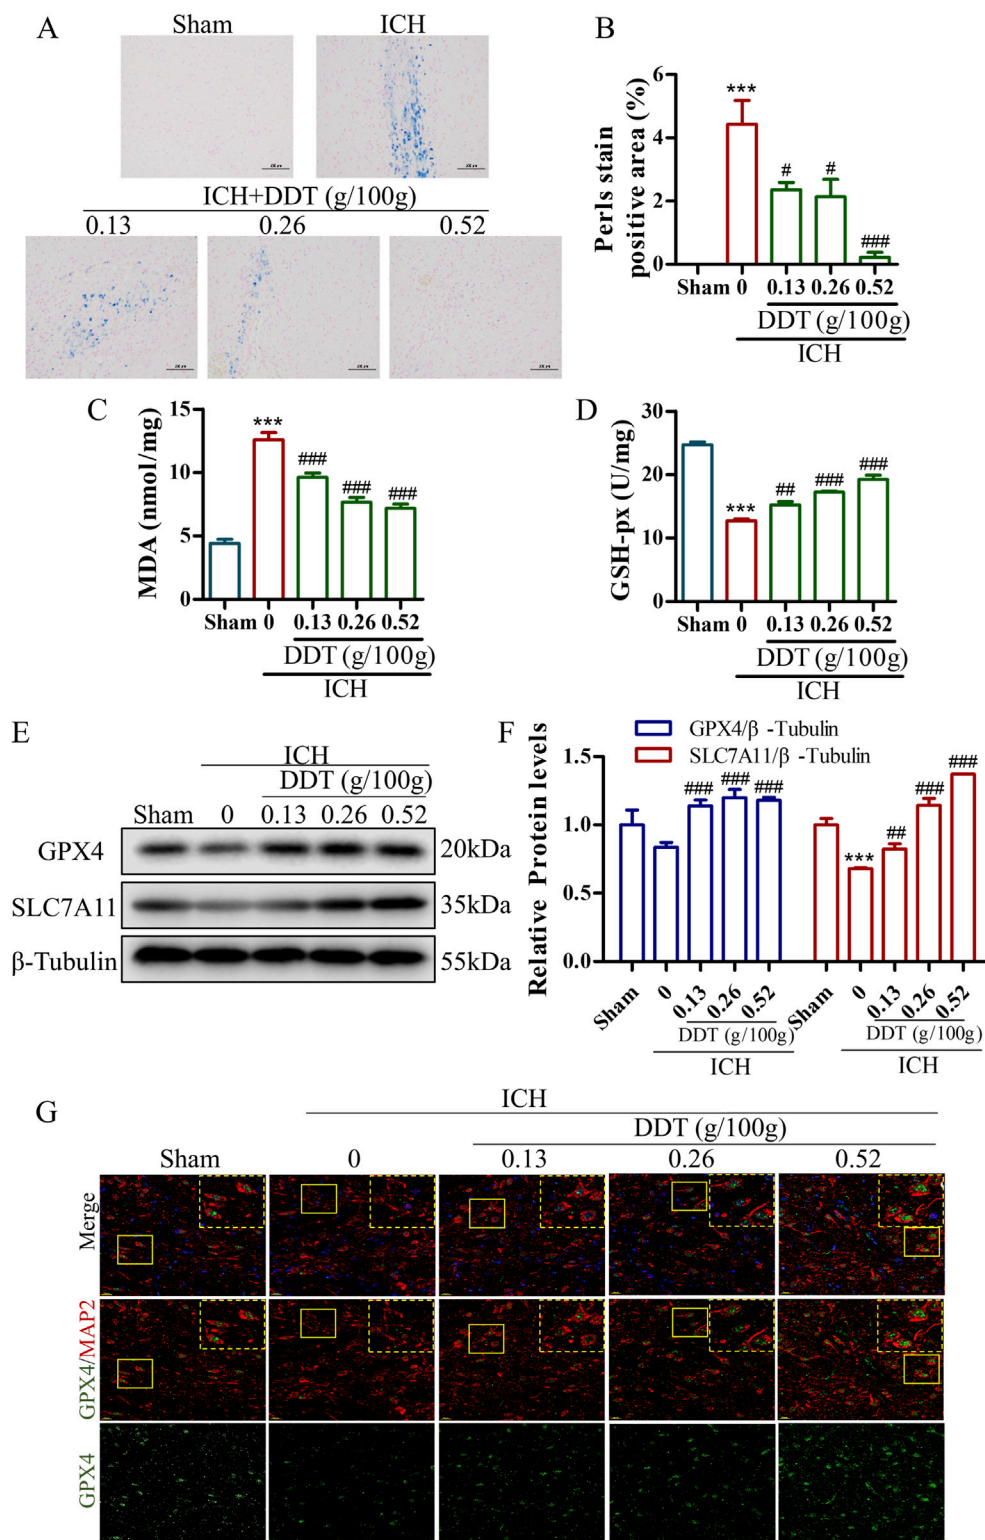 A
Sham ICH
ICH+DDT (g/100g)
0.13 0.26 0.52
B
Perls stain
positive area (%)
6
4
2
0
***
#
#
###
Sham 0 0.13 0.26 0.52
DDT (g/100g)
ICH
C
MDA (nmol/mg)
15
10
5
0
***
###
###
###
Sham 0 0.13 0.26 0.52
DDT (g/100g)
ICH
D
GSH-px (U/mg)
30
20
10
0
***
##
###
###
Sham 0 0.13 0.26 0.52
DDT (g/100g)
ICH
E
ICH
DDT (g/100g)
Sham 0 0.13 0.26 0.52
GPX4 20kDa
SLC7A11 35kDa
β-Tubulin 55kDa
F
GPX4/β -Tubulin
SLC7A11/β -Tubulin
Relative Protein levels
1.5
1.0
0.5
0.0
###
###
###
***
##
###
###
Sham 0 0.13 0.26 0.52 Sham 0 0.13 0.26 0.52
DDT (g/100g) DDT (g/100g)
ICH ICH
G
ICH
DDT (g/100g)
Sham 0 0.13 0.26 0.52
Merge
GPX4/MAP2
GPX4